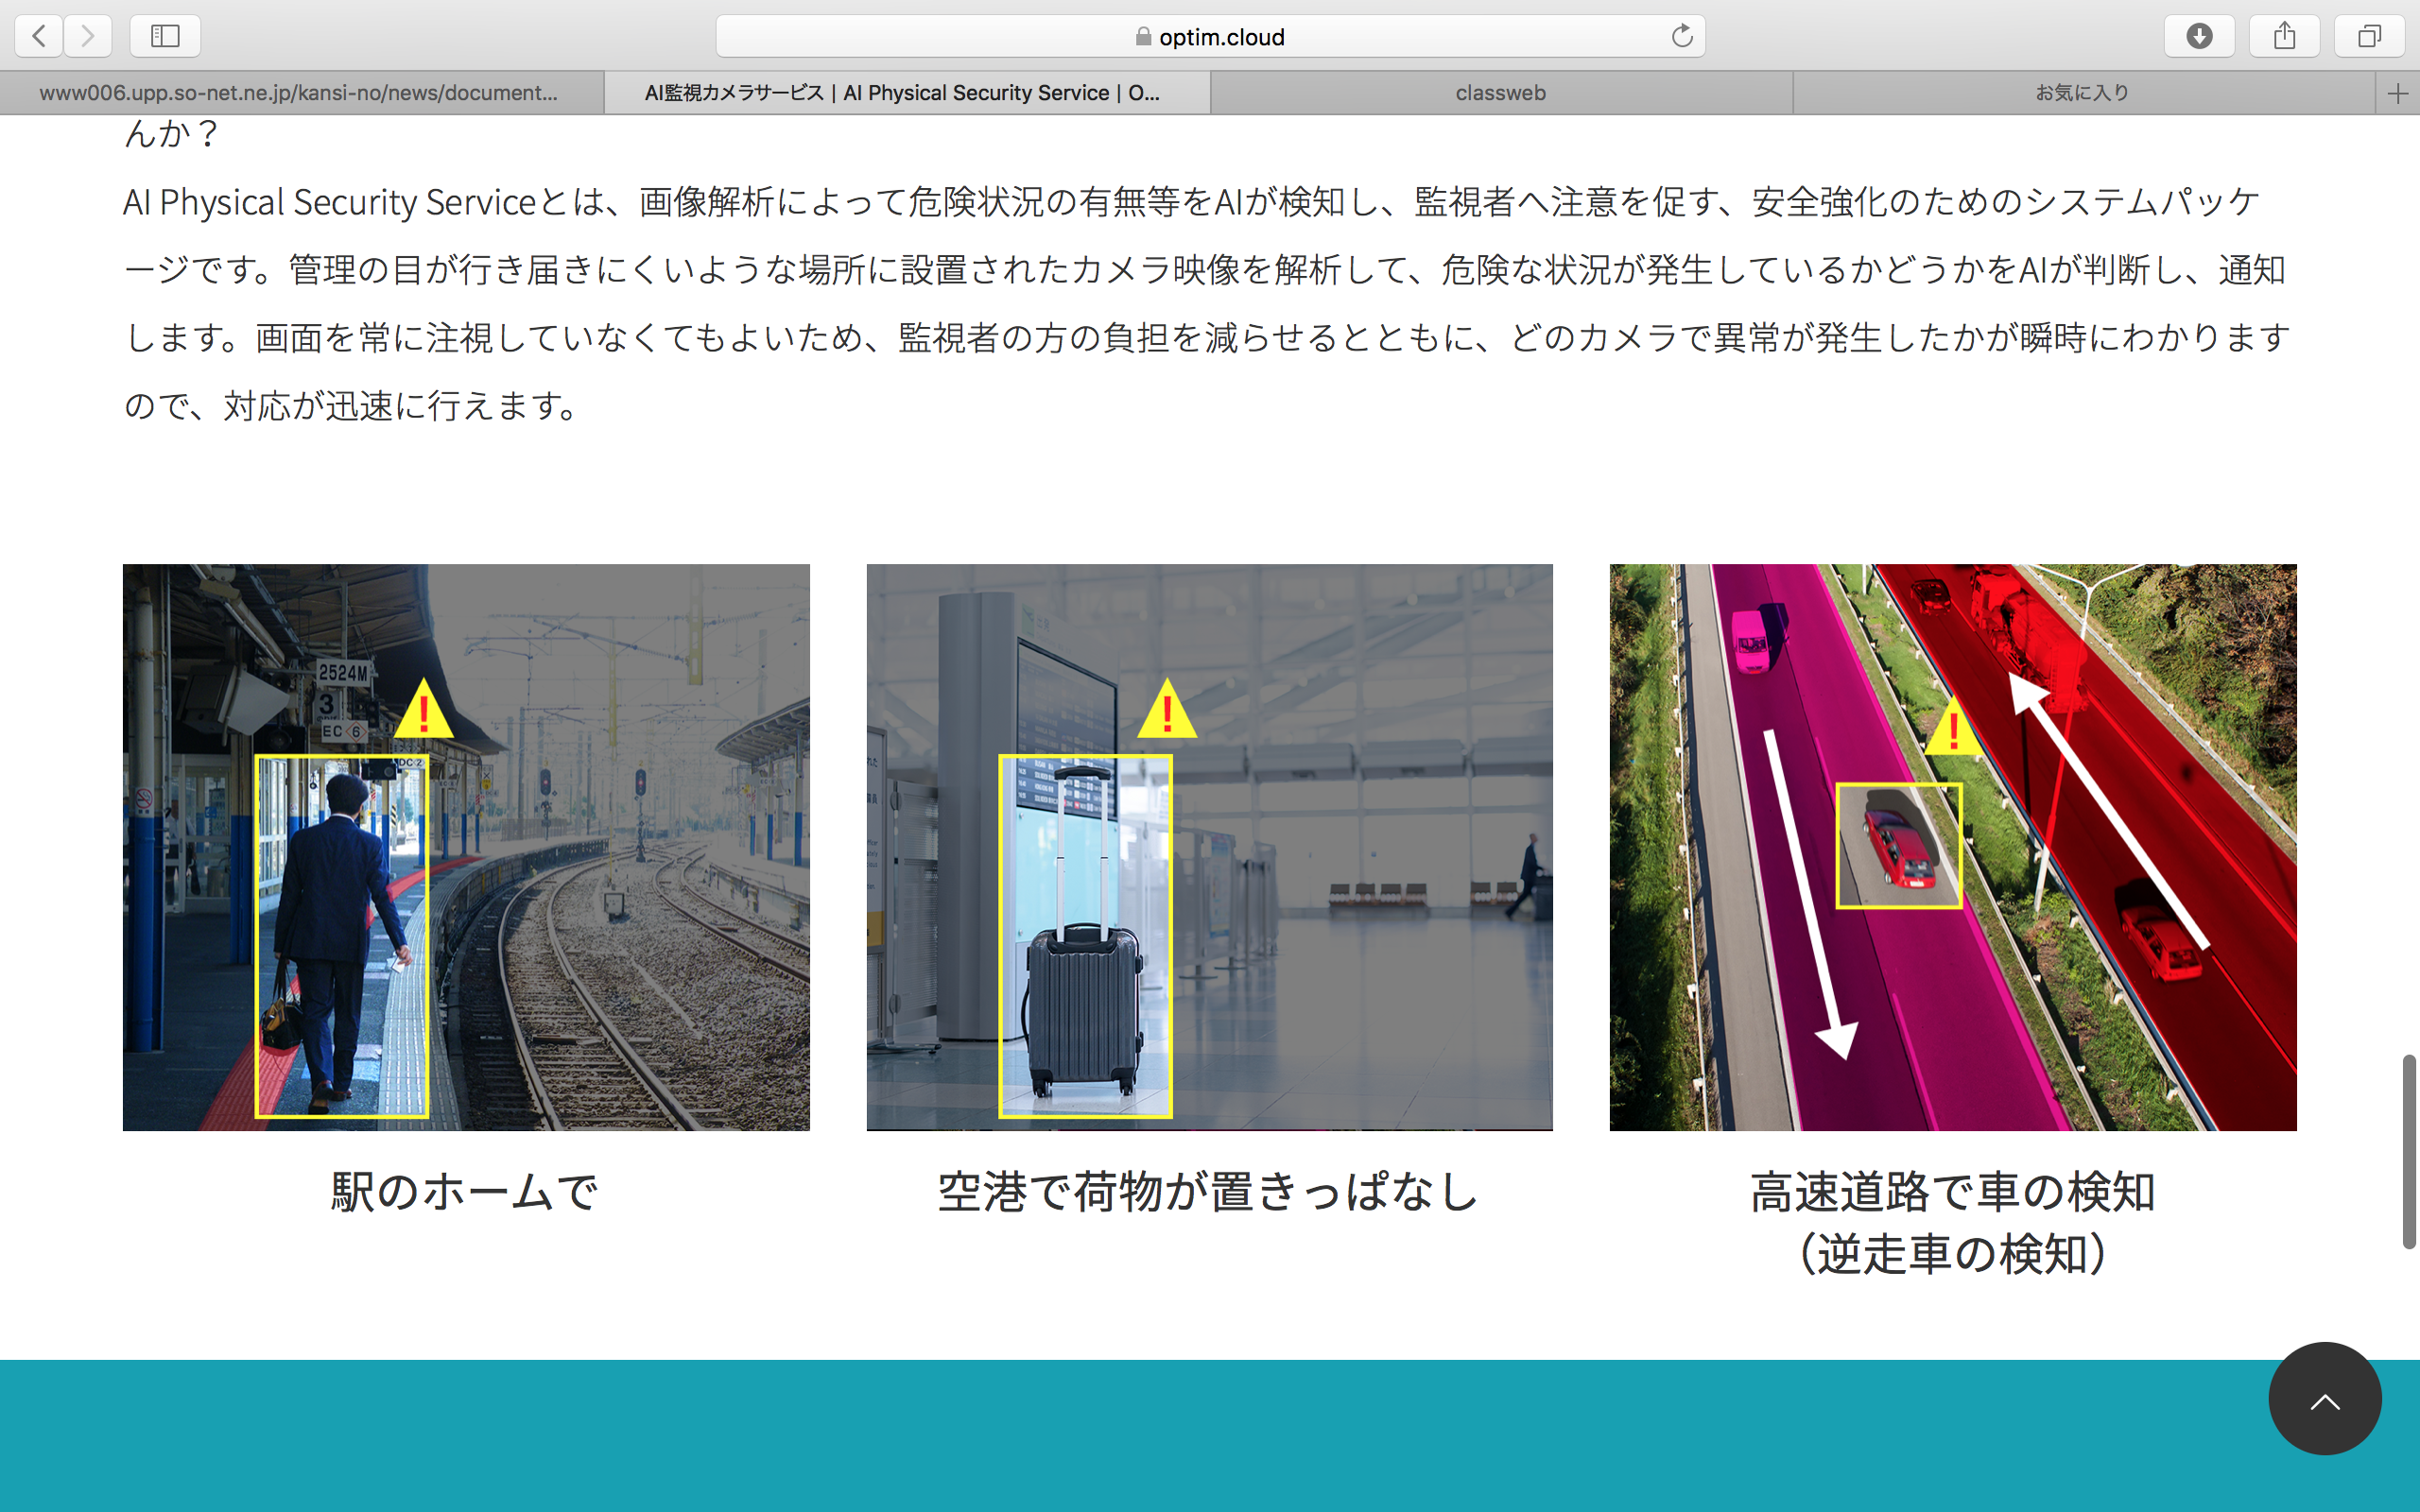 optim.cloud
www006.upp.so-net.ne.jp/kansi-no/news/document...
AI監視カメラサービス | AI Physical Security Service | O...
classweb
お気に入り
んか？
AI Physical Security Serviceとは、画像解析によって危険状況の有無等をAIが検知し、監視者へ注意を促す、安全強化のためのシステムパッケ
ージです。管理の目が行き届きにくいような場所に設置されたカメラ映像を解析して、危険な状況が発生しているかどうかをAIが判断し、通知
します。画面を常に注視していなくてもよいため、監視者の方の負担を減らせるとともに、どのカメラで異常が発生したかが瞬時にわかります
ので、対応が迅速に行えます。
2524M
3
EC 6
DC 2
!
!
!
駅のホームで
空港で荷物が置きっぱなし
高速道路で車の検知
（逆走車の検知）